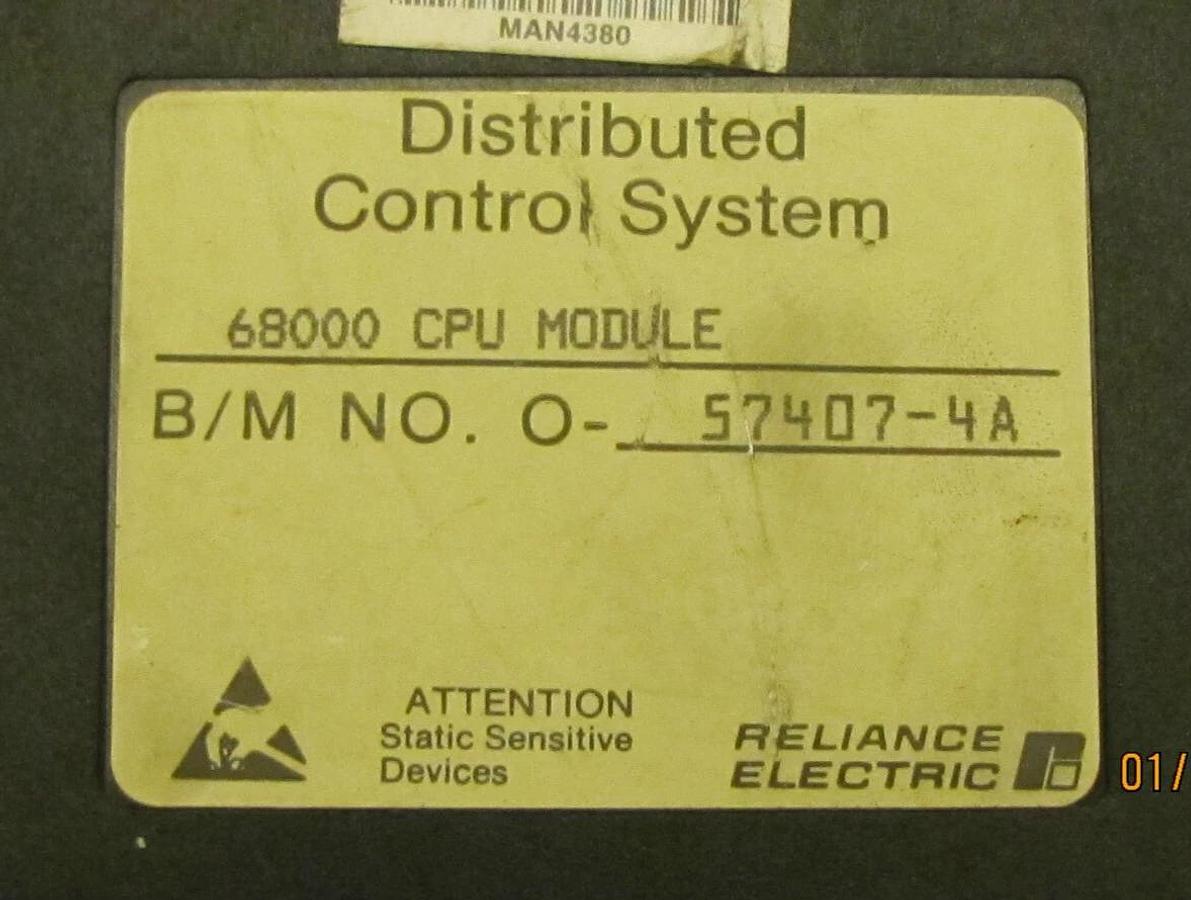 MAN4380
Distributed
Control System
68000 CPU MODULE
B/M NO. O- 57407-4A
ATTENTION
Static Sensitive
Devices
RELIANCE
ELECTRIC
01/